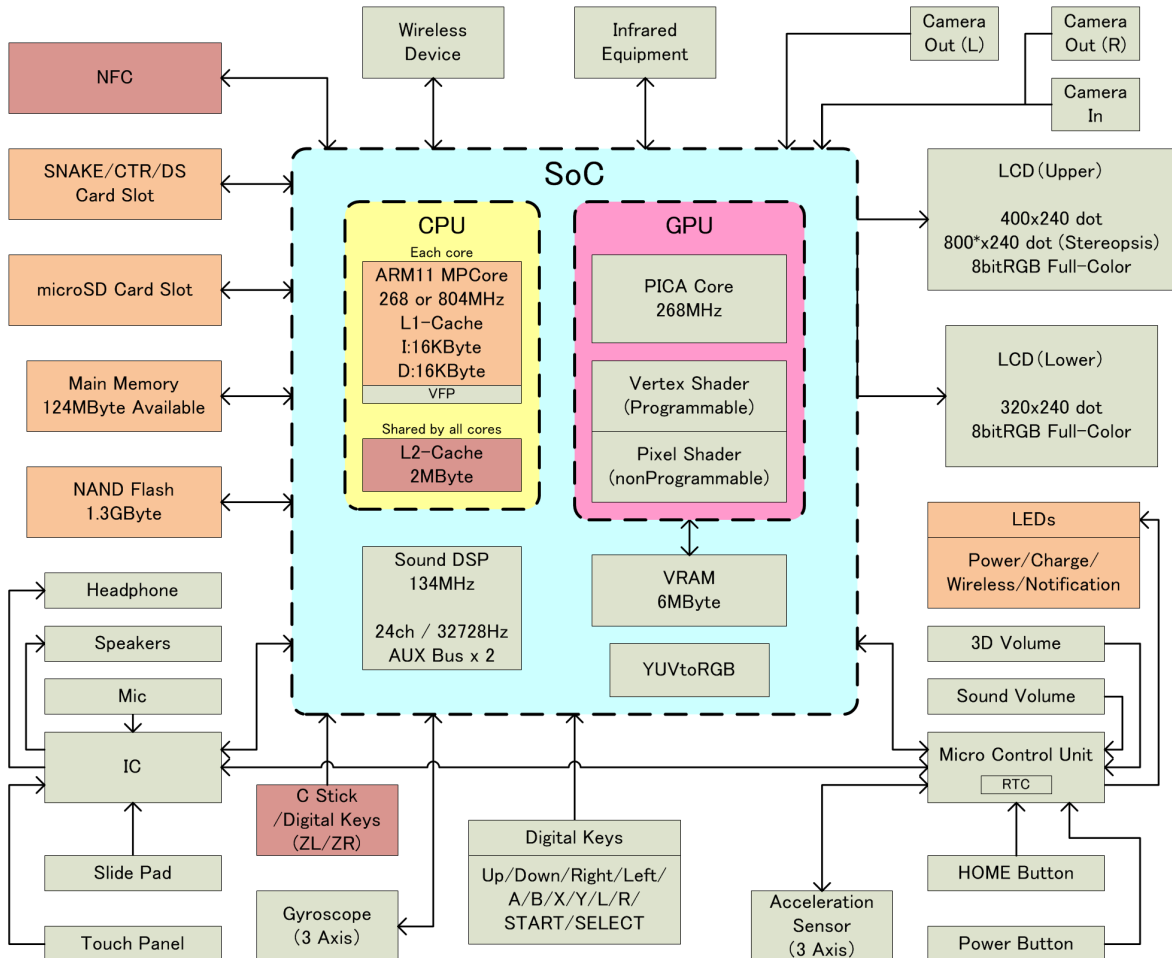 Wireless
Device
Infrared
Equipment
Camera
Out (L)
Camera
Out (R)
NFC
Camera
In
SNAKE/CTR/DS
Card Slot
SoC
LCD (Upper)
400x240 dot
800*x240 dot (Stereopsis)
8bitRGB Full-Color
CPU
Each core
ARM11 MPCore
268 or 804MHz
L1-Cache
I:16KByte
D:16KByte
VFP
Shared by all cores
L2-Cache
2MByte
GPU
PICA Core
268MHz
Vertex Shader
(Programmable)
Pixel Shader
(nonProgrammable)
microSD Card Slot
Main Memory
124MByte Available
NAND Flash
1.3GByte
LCD (Lower)
320x240 dot
8bitRGB Full-Color
LEDs
Power/Charge/
Wireless/Notification
Sound DSP
134MHz
24ch / 32728Hz
AUX Bus x 2
VRAM
6MByte
YUVtoRGB
Headphone
Speakers
Mic
IC
Slide Pad
Touch Panel
C Stick
/Digital Keys
(ZL/ZR)
Gyroscope
(3 Axis)
Digital Keys
Up/Down/Right/Left/
A/B/X/Y/L/R/
START/SELECT
3D Volume
Sound Volume
Micro Control Unit
RTC
HOME Button
Acceleration
Sensor
(3 Axis)
Power Button